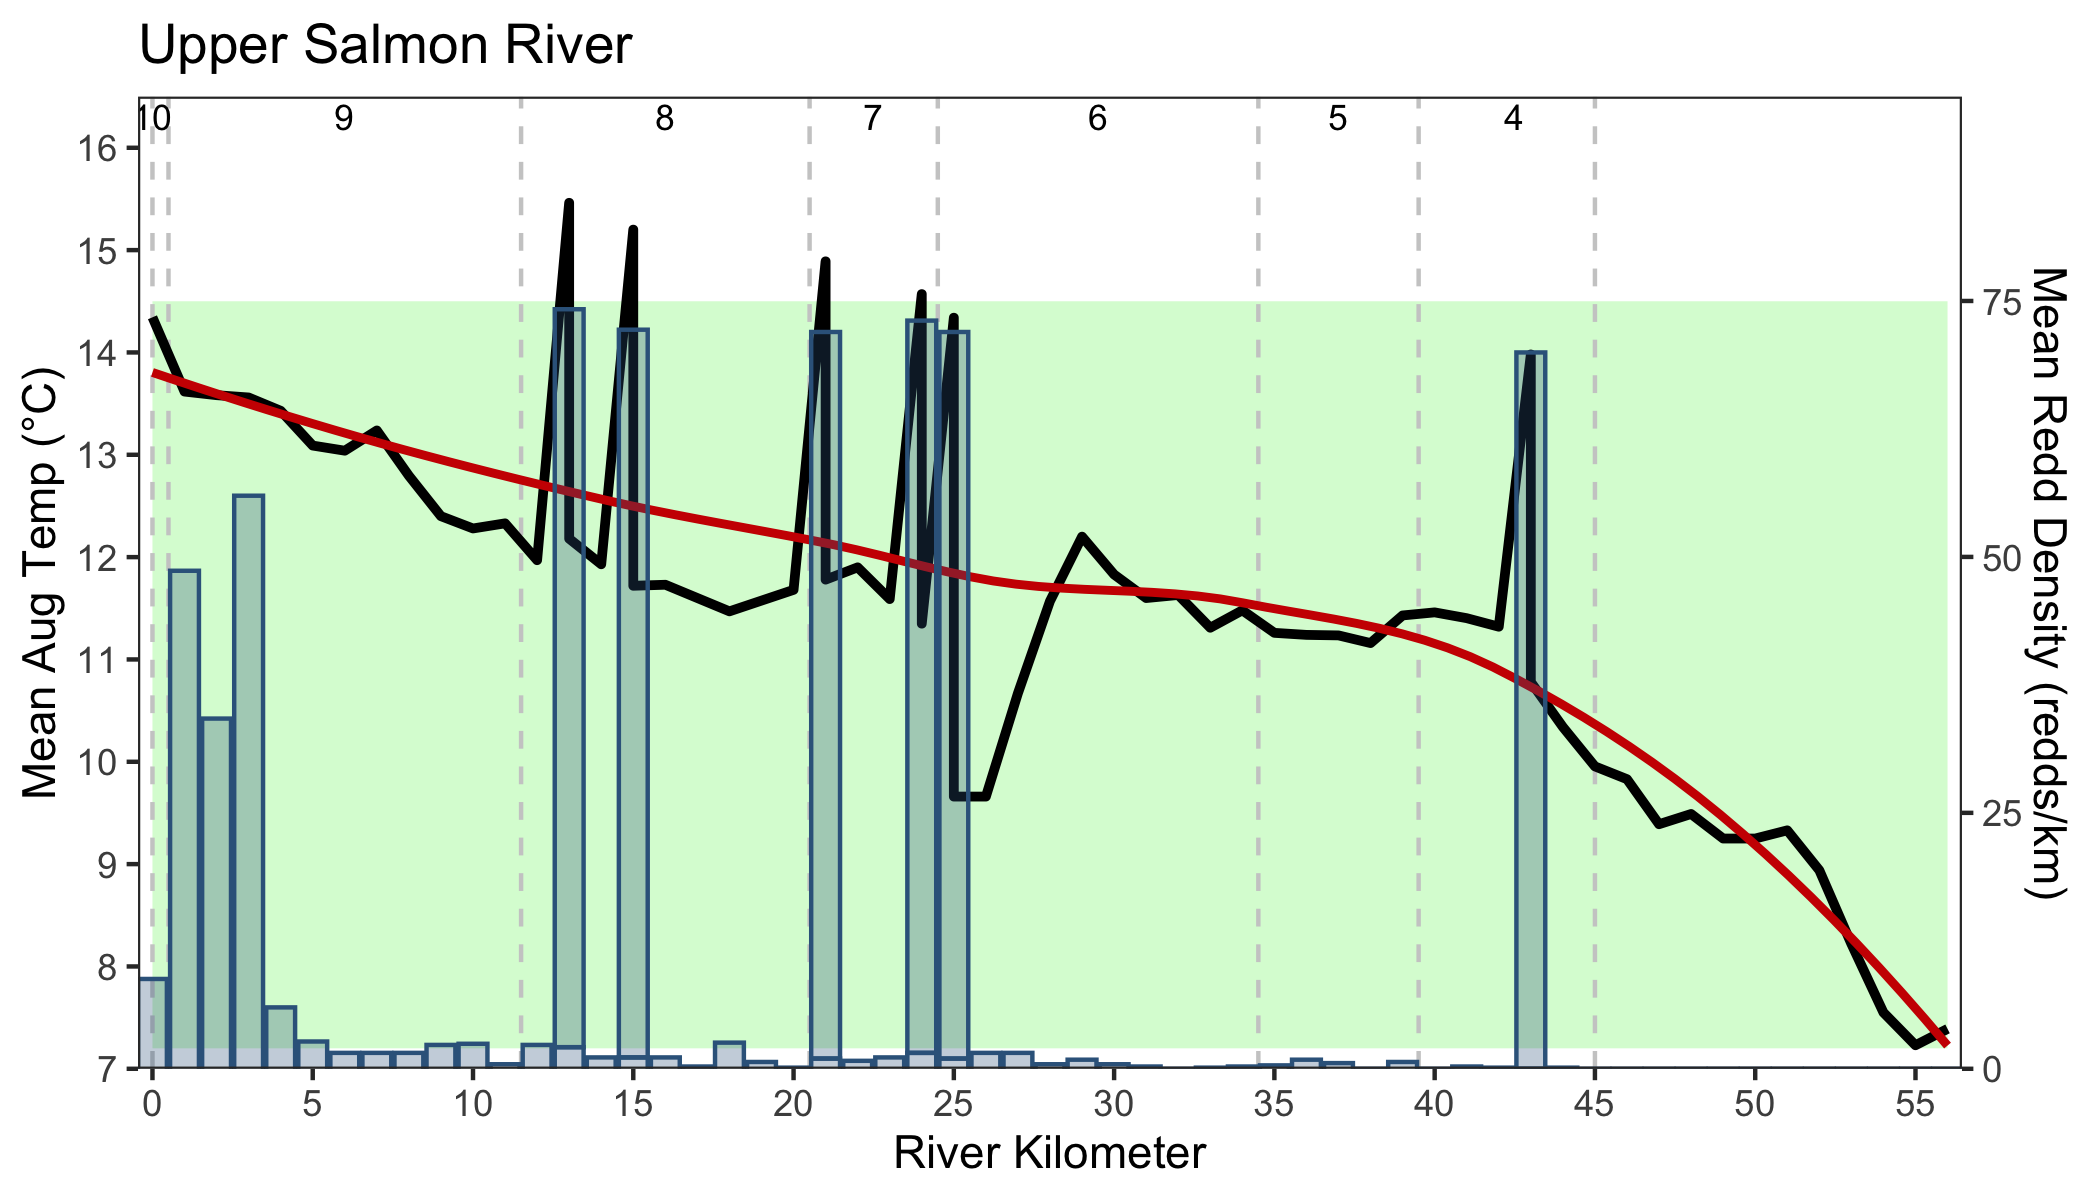 Upper Salmon River
10 9 8 7 6 5 4
16
15
14
13
12
11
10
9
8
7
Mean Aug Temp (°C)
75
50
25
0
Mean Redd Density (redds/km)
0 5 10 15 20 25 30 35 40 45 50 55
River Kilometer